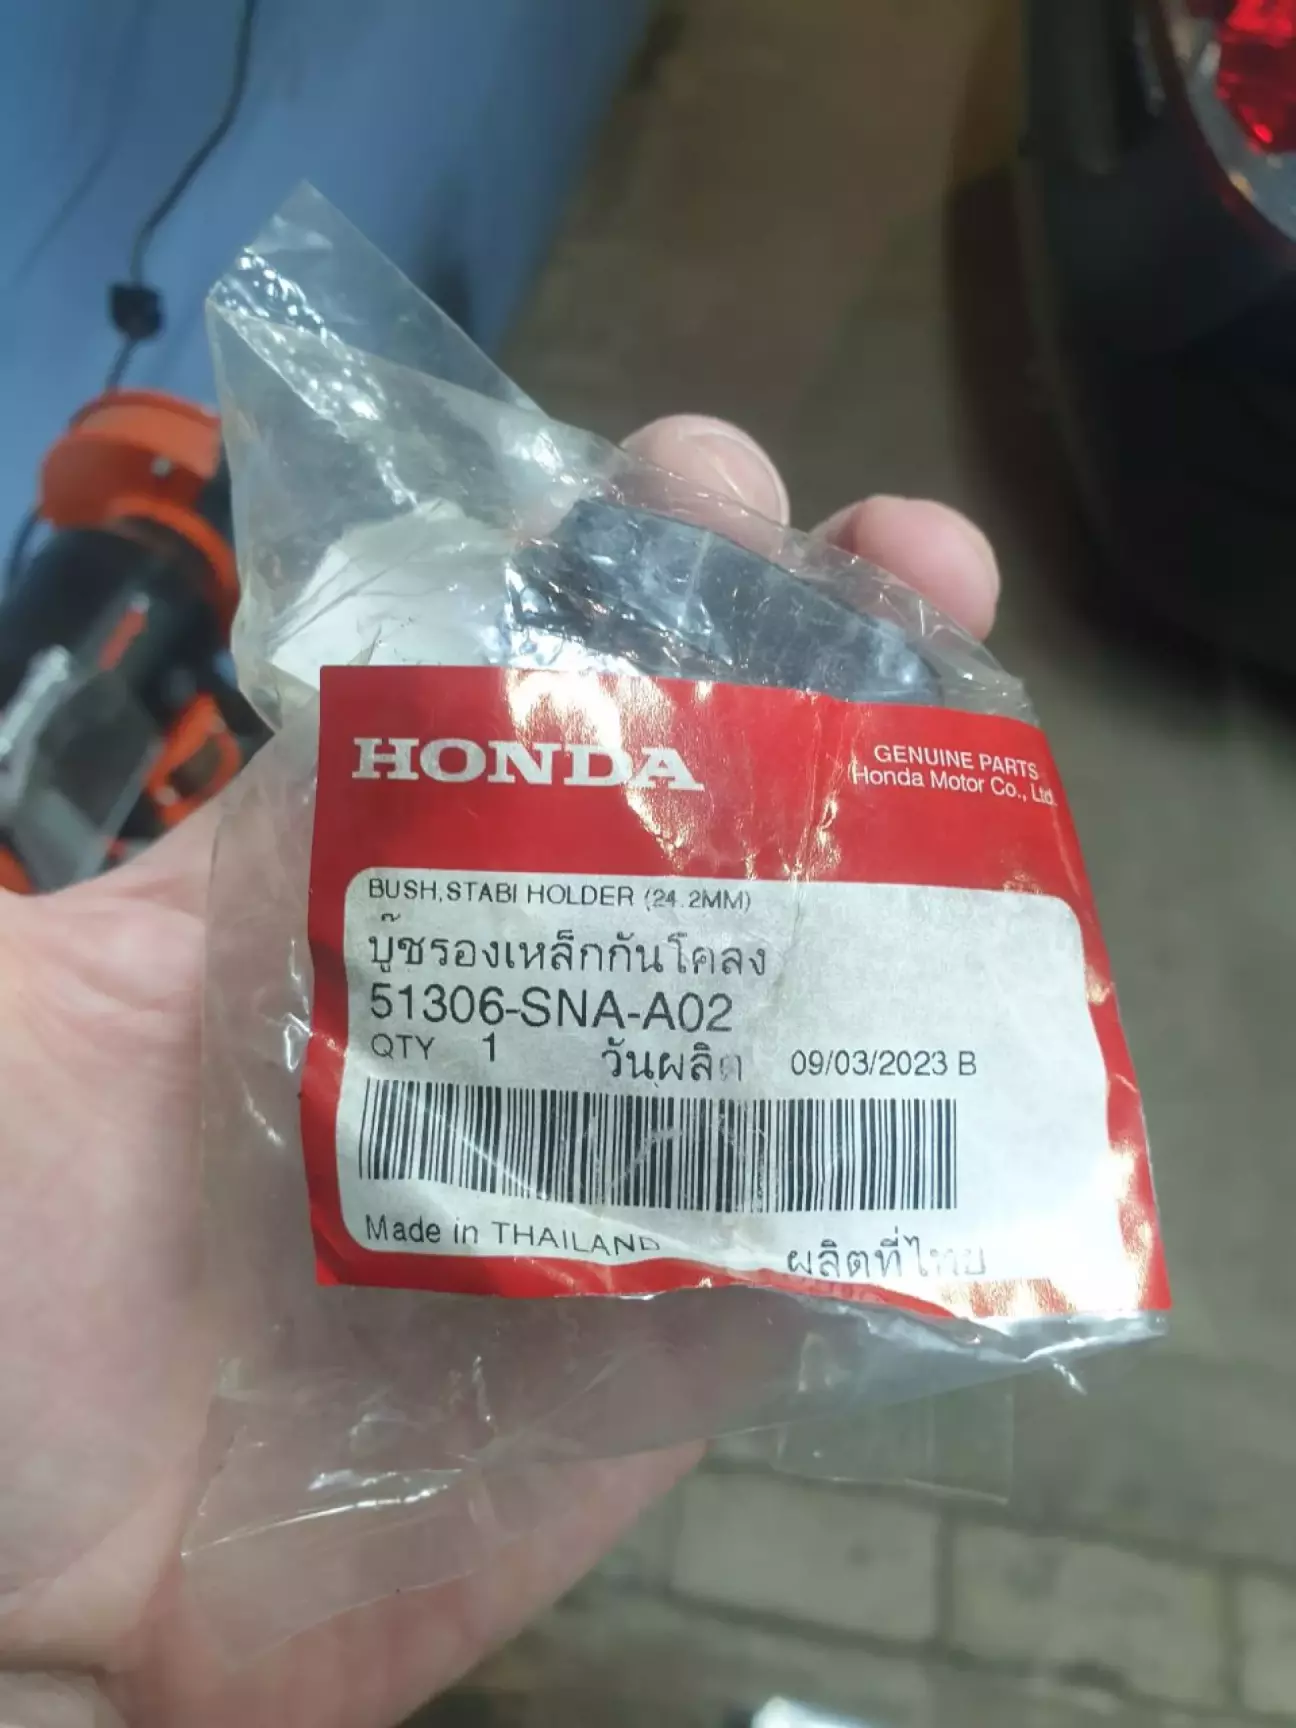 HONDA
GENUINE PARTS
Honda Motor Co., Ltd.
BUSH,STABI HOLDER (24.2MM)
บู๊ชรองเหล็กกันโคลง
51306-SNA-A02
QTY 1 วันผลิต 09/03/2023 B
Made in THAILAND
ผลิตที่ไทย